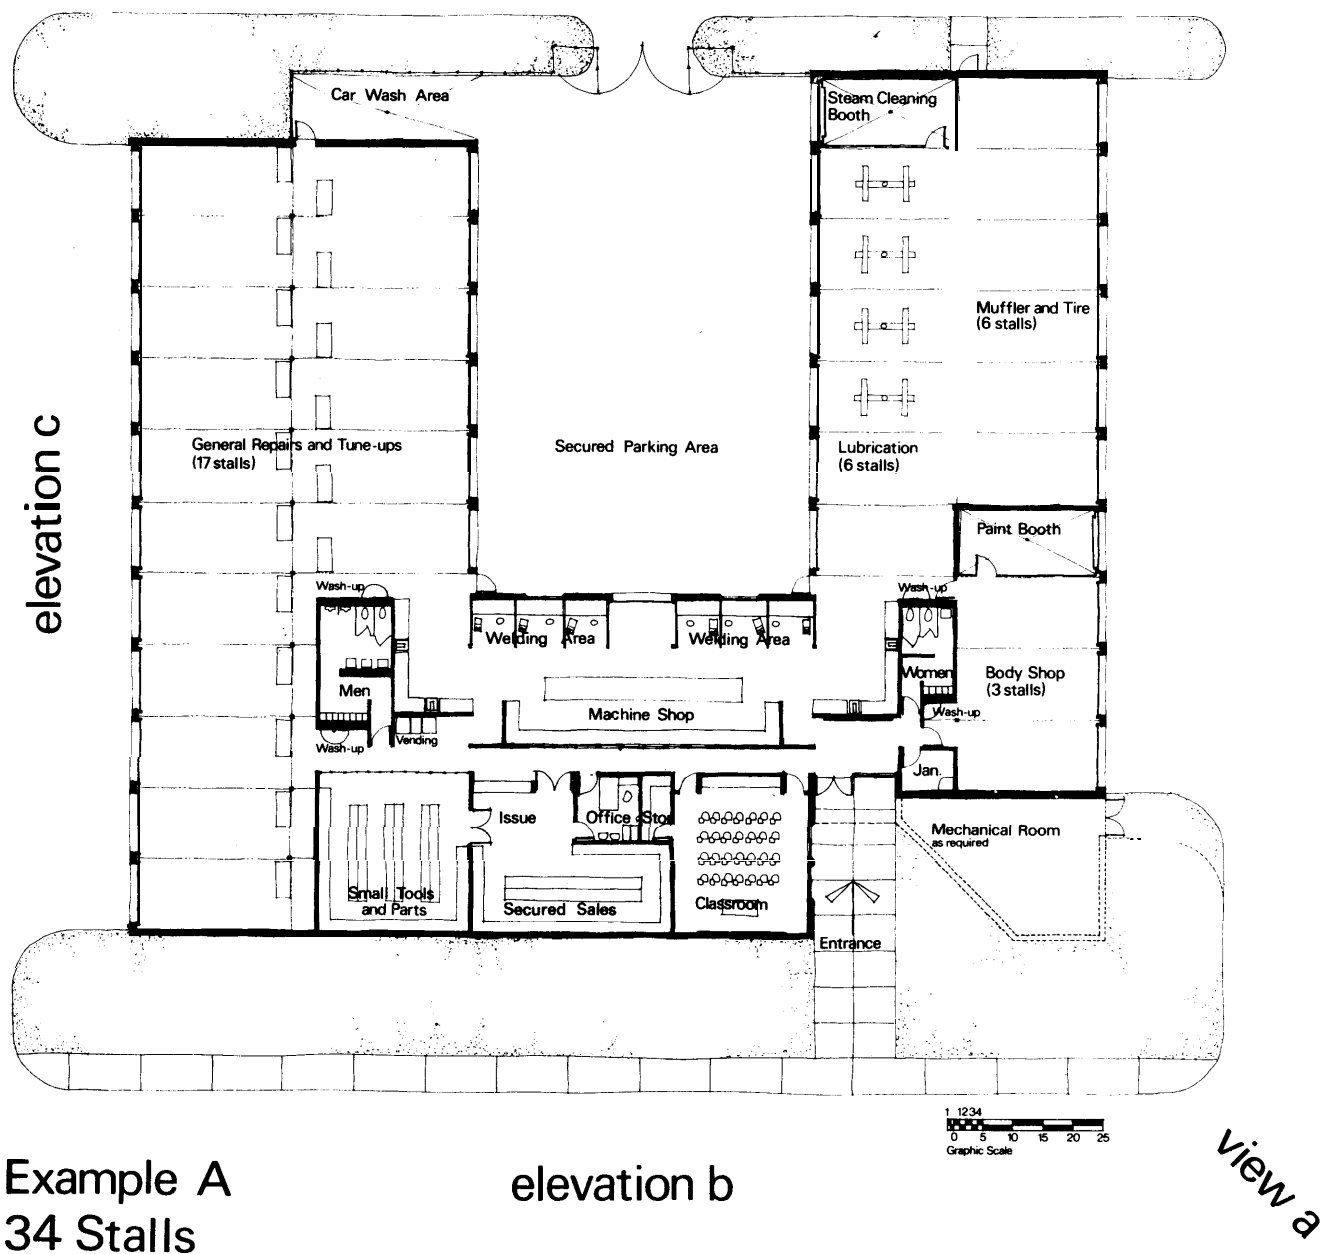 Car Wash Area
Steam Cleaning
Booth
Muffler and Tire
(6 stalls)
elevation c
General Repairs and Tune-ups
(17 stalls)
Secured Parking Area
Lubrication
(6 stalls)
Paint Booth
Wash-up
Wash-up
Welding Area
Welding Area
Men
Women
Body Shop
(3 stalls)
Machine Shop
Wash-up
Wash-up
Vending
Jan.
Issue
Office
Stor
Mechanical Room
as required
Small Tools
and Parts
Secured Sales
Classroom
Entrance
1 1234
0 5 10 15 20 25
Graphic Scale
view a
Example A
34 Stalls
elevation b